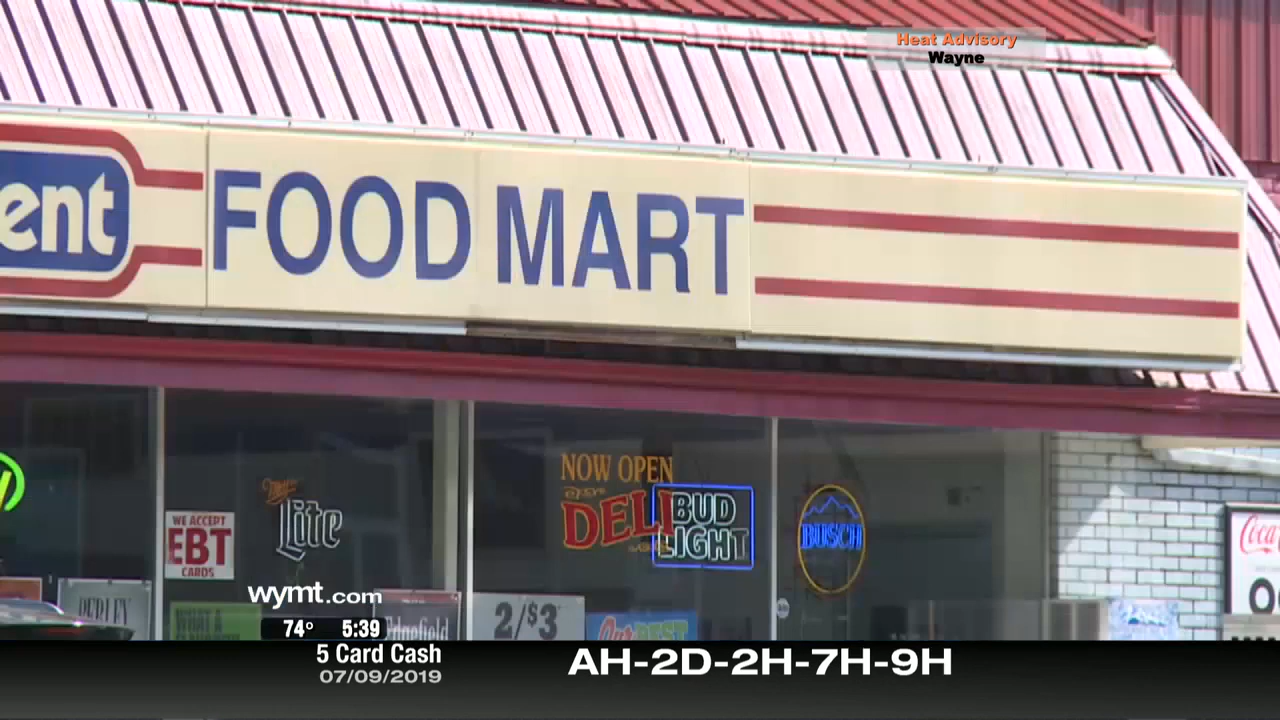 Heat Advisory
Wayne
ent
FOOD MART
NOW OPEN
DELI
BUD
LIGHT
BUSCH
Lite
WE ACCEPT
EBT
CARDS
Coca
2/$3
wymt.com
74° 5:39
5 Card Cash
07/09/2019
AH-2D-2H-7H-9H